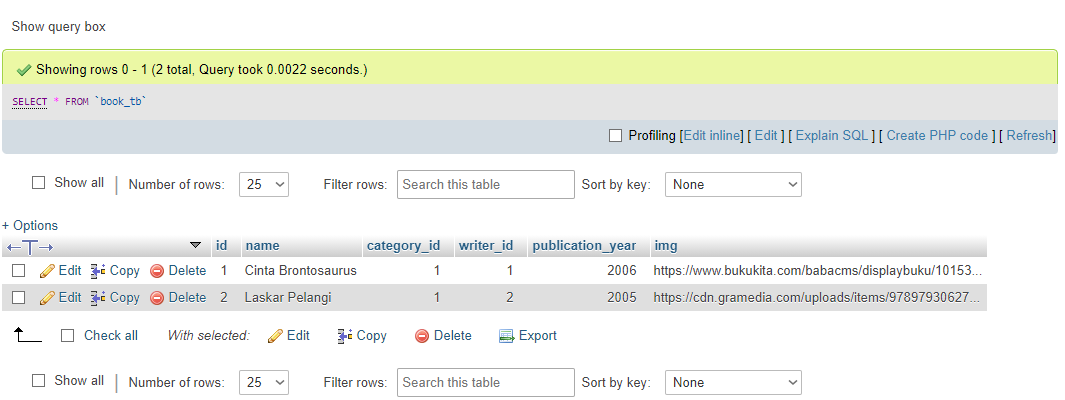 Show query box
Showing rows 0 - 1 (2 total, Query took 0.0022 seconds.)
SELECT * FROM `book_tb`
Profiling [Edit inline] [ Edit ] [ Explain SQL ] [ Create PHP code ] [ Refresh]
Show all | Number of rows: 25 Filter rows: Search this table Sort by key: None
+ Options
←T→ id name category_id writer_id publication_year img
Edit Copy Delete 1 Cinta Brontosaurus 1 1 2006 https://www.bukukita.com/babacms/displaybuku/10153...
Edit Copy Delete 2 Laskar Pelangi 1 2 2005 https://cdn.gramedia.com/uploads/items/97897930627...
Check all With selected: Edit Copy Delete Export
Show all | Number of rows: 25 Filter rows: Search this table Sort by key: None